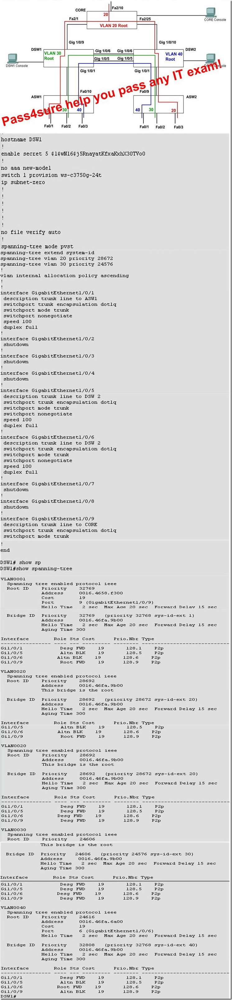 Fa2/10
CORE
20
Fa2/1
Fa2/25
CORE Console
VLAN 20 Root
Gig 1/0/9
Gig 1/0/10
DSW1
Gig 1/0/6
Gig 1/0/6
DSW2
VLAN 30
Root
VLAN 40
Root
Gig 1/0/5
Gig 1/0/5
DSW1 Console
Gig 1/0/1
Gig 1/0/1
Pass4sure help you pass any IT exam!
Fa0/10
Fa0/9
ASW1
ASW2
20
30
40
40
30
20
Fa0/1
Fa0/2
Fa0/3
Fa0/1
Fa0/2
Fa0/3
!
hostname DSW1
!
enable secret 5 $1$wN16$j5RnayatKfxaKxhX3OTVo0
!
no aaa new-model
switch 1 provision ws-c3750g-24t
ip subnet-zero
!
!
!
!
!
!
no file verify auto
!
spanning-tree mode pvst
spanning-tree extend system-id
spanning-tree vlan 20 priority 28672
spanning-tree vlan 30 priority 24576
!
vlan internal allocation policy ascending
!
!
interface GigabitEthernet1/0/1
description trunk line to ASW1
switchport trunk encapsulation dot1q
switchport mode trunk
switchport nonegotiate
speed 100
duplex full
!
interface GigabitEthernet1/0/2
shutdown
!
interface GigabitEthernet1/0/3
shutdown
!
interface GigabitEthernet1/0/4
shutdown
!
interface GigabitEthernet1/0/5
description trunk line to DSW 2
switchport trunk encapsulation dot1q
switchport mode trunk
switchport nonegotiate
speed 100
duplex full
!
interface GigabitEthernet1/0/6
description trunk line to DSW 2
switchport trunk encapsulation dot1q
switchport mode trunk
switchport nonegotiate
speed 100
duplex full
!
interface GigabitEthernet1/0/7
shutdown
!
interface GigabitEthernet1/0/8
shutdown
!
interface GigabitEthernet1/0/9
description trunk line to CORE
switchport trunk encapsulation dot1q
switchport mode trunk
!
end
DSW1# show sp
DSW1#show spanning-tree
VLAN0001
Spanning tree enabled protocol ieee
Root ID Priority 32769
Address 0016.4658.f300
Cost 19
Port 9 (GigabitEthernet1/0/9)
Hello Time 2 sec Max Age 20 sec Forward Delay 15 sec
Bridge ID Priority 32769 (priority 32768 sys-id-ext 1)
Address 0016.46fa.9b00
Hello Time 2 sec Max Age 20 sec Forward Delay 15 sec
Aging Time 300
Interface Role Sts Cost Prio.Nbr Type
---------------- ---- --- --------- -------- --------------------------------
Gi1/0/1 Desg FWD 19 128.1 P2p
Gi1/0/5 Altn BLK 19 128.5 P2p
Gi1/0/6 Altn BLK 19 128.6 P2p
Gi1/0/9 Root FWD 19 128.9 P2p
VLAN0020
Spanning tree enabled protocol ieee
Root ID Priority 28692
Address 0016.46fa.9b00
This bridge is the root
Bridge ID Priority 28692 (priority 28672 sys-id-ext 20)
Address 0016.46fa.9b00
Hello Time 2 sec Max Age 20 sec Forward Delay 15 sec
Aging Time 300
Interface Role Sts Cost Prio.Nbr Type
Gi1/0/5 Altn BLK 19 128.5 P2p
Gi1/0/6 Altn BLK 19 128.6 P2p
Gi1/0/9 Root FWD 19 128.9 P2p
VLAN0020
Spanning tree enabled protocol ieee
Root ID Priority 28692
Address 0016.46fa.9b00
This bridge is the root
Bridge ID Priority 28692 (priority 28672 sys-id-ext 20)
Address 0016.46fa.9b00
Hello Time 2 sec Max Age 20 sec Forward Delay 15 sec
Aging Time 300
Interface Role Sts Cost Prio.Nbr Type
---------------- ---- --- --------- -------- --------------------------------
Gi1/0/1 Desg FWD 19 128.1 P2p
Gi1/0/5 Desg FWD 19 128.5 P2p
Gi1/0/6 Desg FWD 19 128.6 P2p
Gi1/0/9 Desg FWD 19 128.9 P2p
VLAN0030
Spanning tree enabled protocol ieee
Root ID Priority 24606
This bridge is the root
Bridge ID Priority 24606 (priority 24576 sys-id-ext 30)
Address 0016.46fa.9b00
Hello Time 2 sec Max Age 20 sec Forward Delay 15 sec
Aging Time 300
Interface Role Sts Cost Prio.Nbr Type
Gi1/0/1 Desg FWD 19 128.1 P2p
Gi1/0/5 Desg FWD 19 128.5 P2p
Gi1/0/6 Desg FWD 19 128.6 P2p
Gi1/0/9 Desg FWD 19 128.9 P2p
VLAN0040
Spanning tree enabled protocol ieee
Root ID Priority 24616
Address 0016.46fa.6a00
Cost 19
Port 6 (GigabitEthernet1/0/6)
Hello Time 2 sec Max Age 20 sec Forward Delay 15 sec
Bridge ID Priority 32808 (priority 32768 sys-id-ext 40)
Address 0016.46fa.9b00
Hello Time 2 sec Max Age 20 sec Forward Delay 15 sec
Aging Time 300
Interface Role Sts Cost Prio.Nbr Type
---------------- ---- --- --------- -------- --------------------------------
Gi1/0/1 Desg FWD 19 128.1 P2p
Gi1/0/5 Altn BLK 19 128.5 P2p
Gi1/0/6 Root FWD 19 128.6 P2p
Gi1/0/9 Altn BLK 19 128.9 P2p
DSW1#